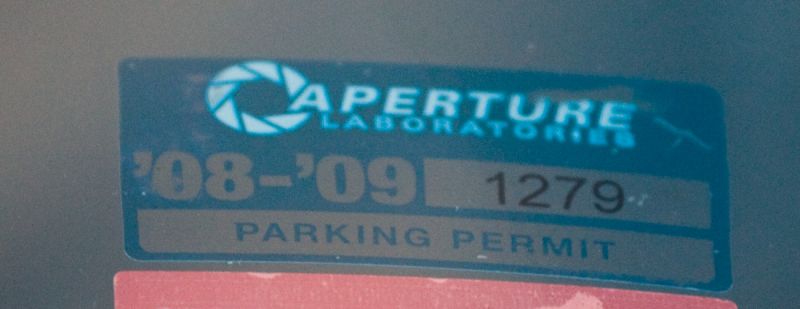 APERTURE
LABORATORIES
'08-'09 1279
PARKING PERMIT